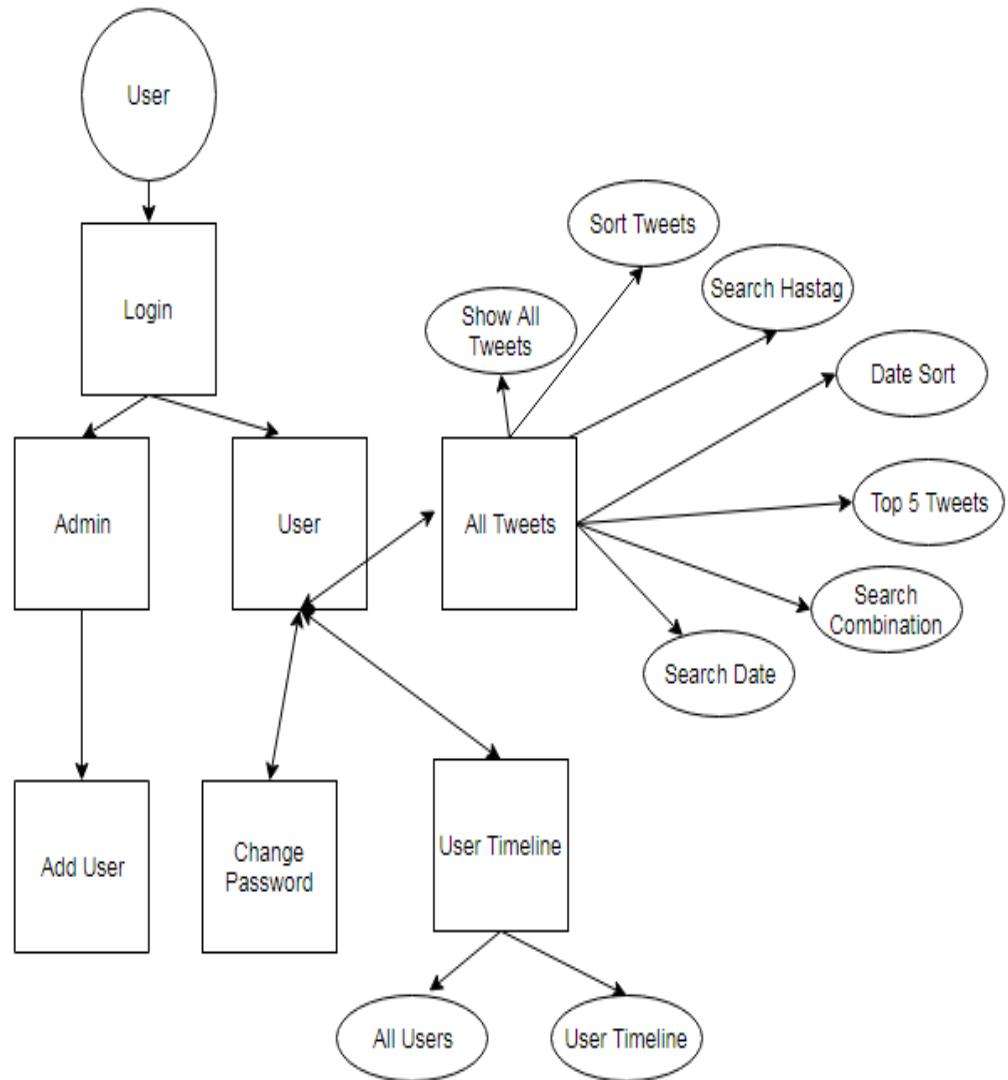 User
Login
Sort Tweets
Search Hastag
Show All
Tweets
Date Sort
Admin
User
All Tweets
Top 5 Tweets
Search
Combination
Search Date
Add User
Change
Password
User Timeline
All Users
User Timeline